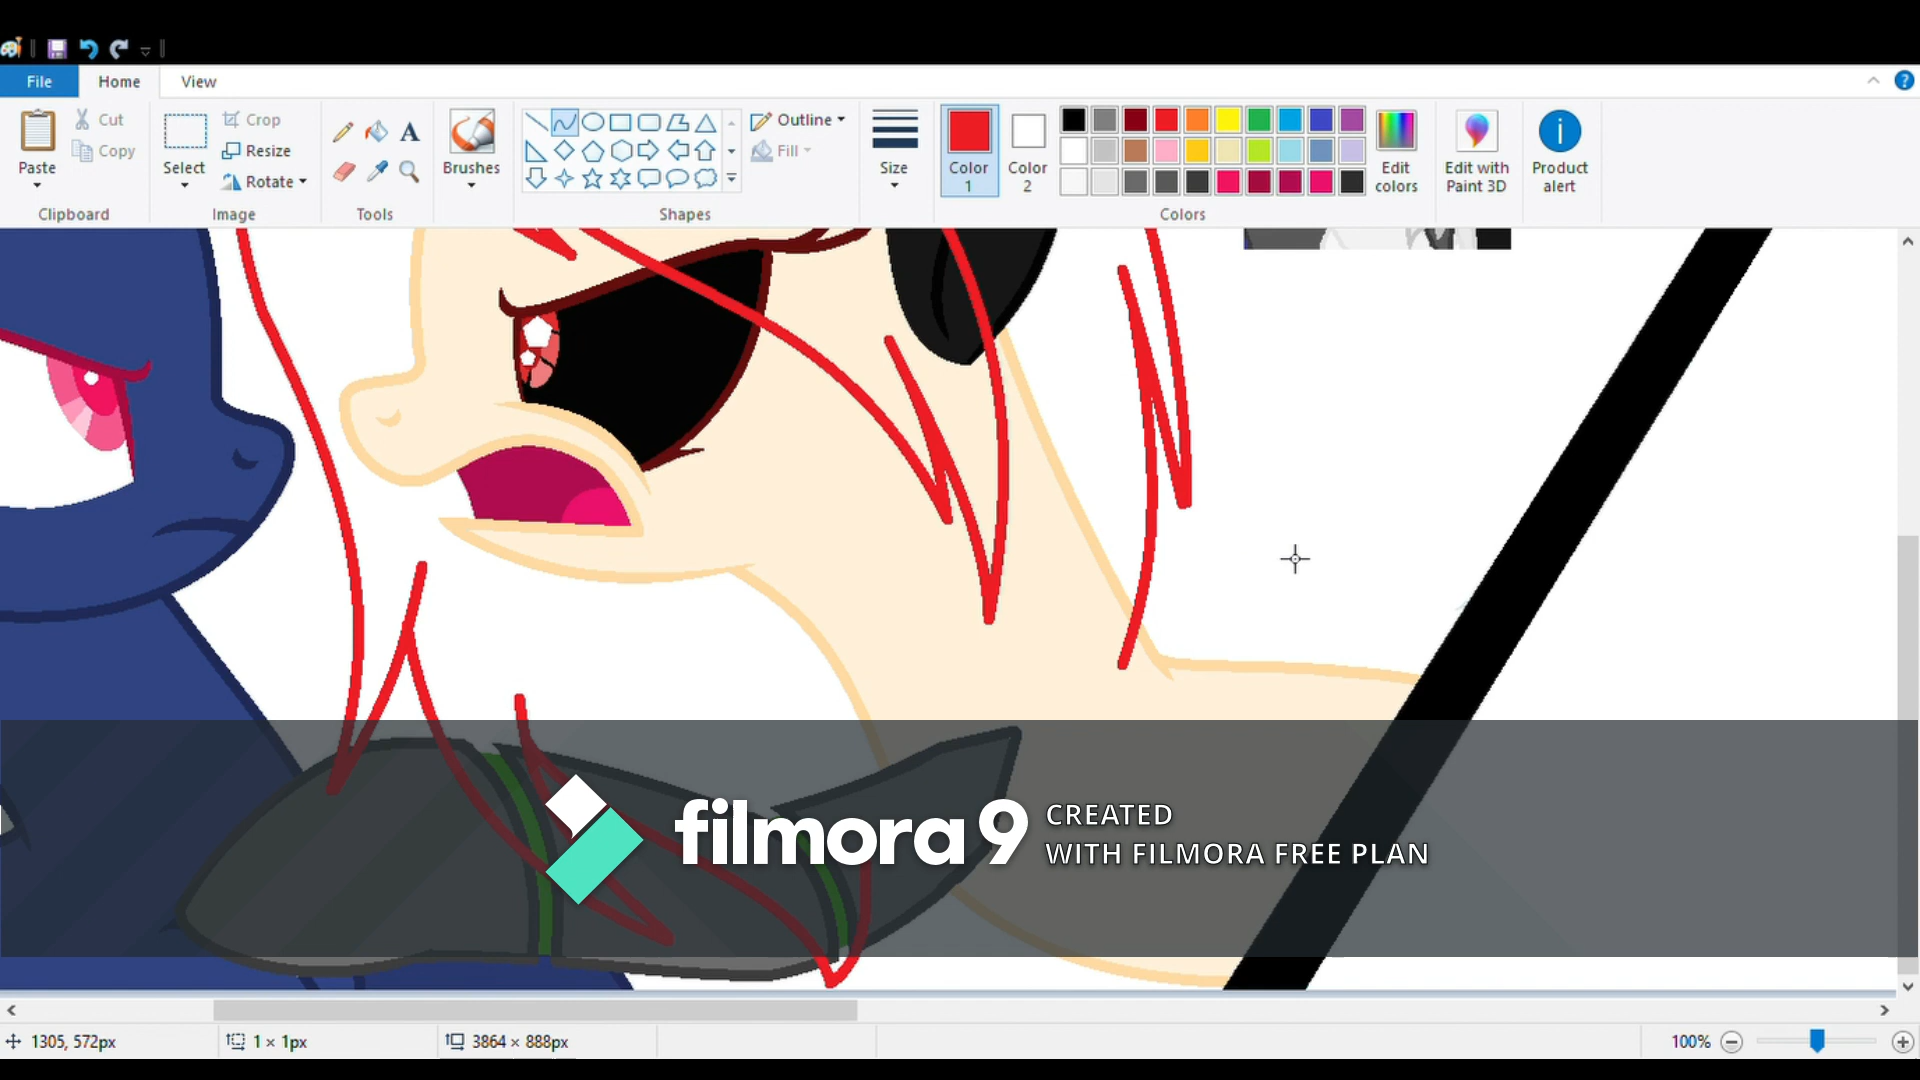 File Home View
Paste
Cut
Copy
Clipboard
Select
Crop
Resize
Rotate
Image
A
Tools
Brushes
Shapes
Outline
Fill
Size
Color
1
Color
2
Colors
Edit
colors
Edit with
Paint 3D
Product
alert
filmora9
CREATED
WITH FILMORA FREE PLAN
1305, 572px
1 × 1px
3864 × 888px
100%